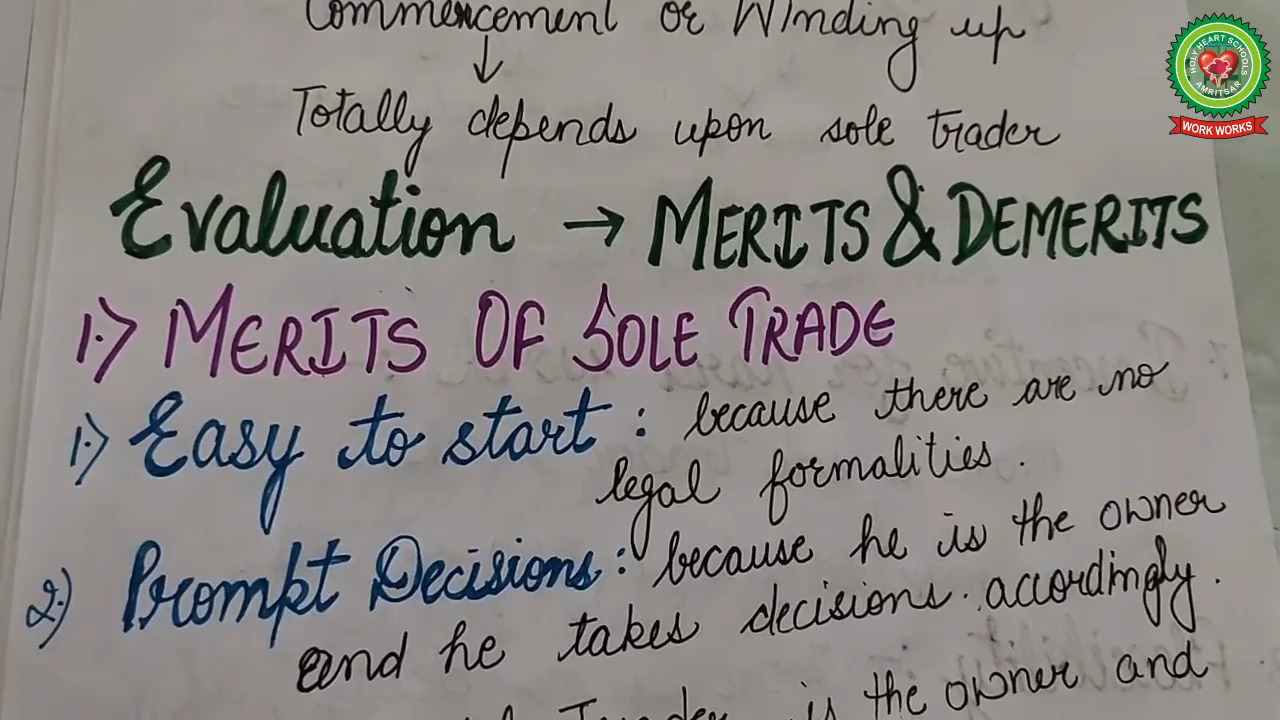 Commencement or Winding up
↓
Totally depends upon sole trader
Evaluation → MERITS & DEMERITS
1.) MERITS OF SOLE TRADE
1.) Easy to start : because there are no
legal formalities.
2.) Prompt Decisions : because he is the owner
and he takes decisions. accordingly.
is the owner and
HOLY HEART SCHOOLS
AMRITSAR
WORK WORKS